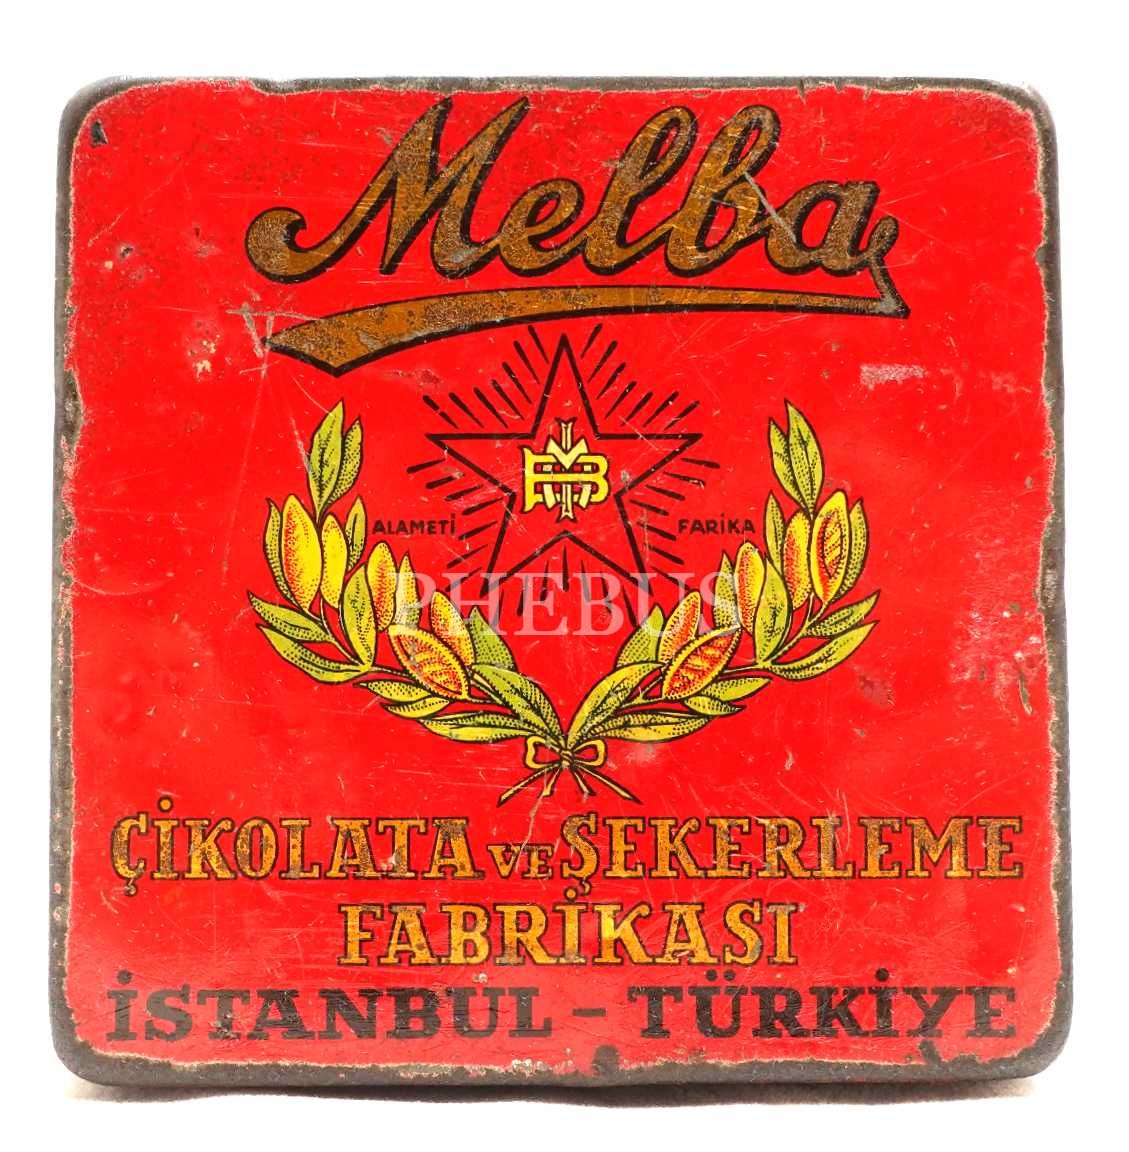 Melba
ALAMETİ FARİKA
PHEBUS
ÇİKOLATA VE ŞEKERLEME
FABRİKASI
İSTANBUL - TÜRKİYE